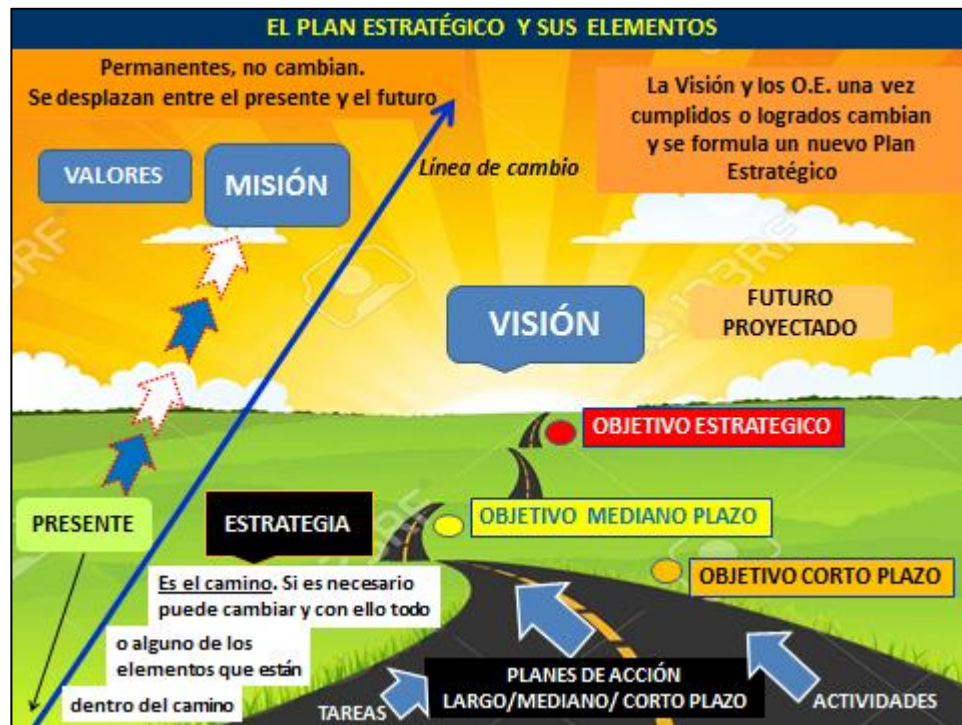 EL PLAN ESTRATÉGICO Y SUS ELEMENTOS
Permanentes, no cambian.
Se desplazan entre el presente y el futuro
La Visión y los O.E. una vez
cumplidos o logrados cambian
y se formula un nuevo Plan
Estratégico
Línea de cambio
VALORES
MISIÓN
VISIÓN
FUTURO
PROYECTADO
OBJETIVO ESTRATEGICO
PRESENTE
ESTRATEGIA
OBJETIVO MEDIANO PLAZO
Es el camino. Si es necesario
puede cambiar y con ello todo
o alguno de los
elementos que están
dentro del camino
OBJETIVO CORTO PLAZO
PLANES DE ACCIÓN
LARGO/MEDIANO/ CORTO PLAZO
TAREAS
ACTIVIDADES